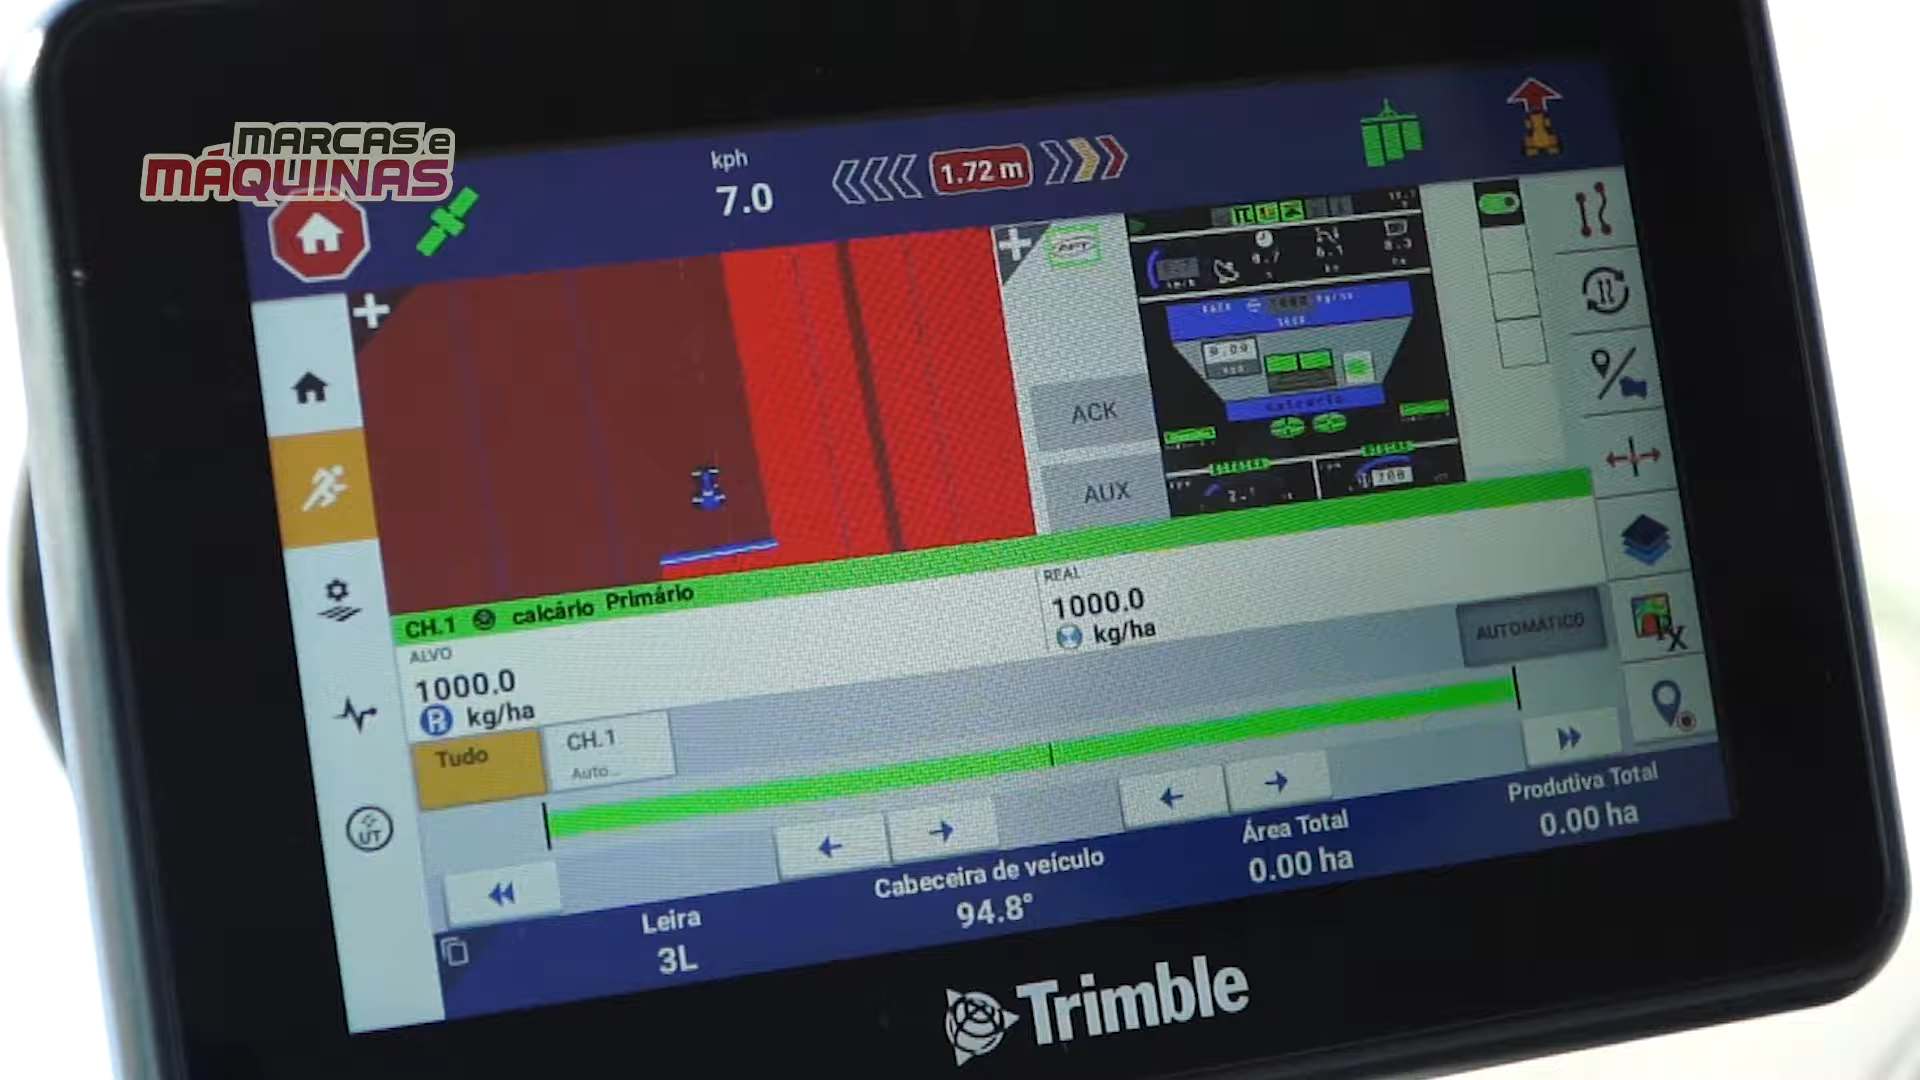 MARCAS e
MÁQUINAS
kph
7.0
1.72 m
ACK
AUX
CH.1 calcário Primário
ALVO
1000.0
kg/ha
REAL
1000.0
kg/ha
AUTOMÁTICO
Tudo
CH.1
Auto...
UT
Leira
3L
Cabeceira de veículo
94.8°
Área Total
0.00 ha
Produtiva Total
0.00 ha
Trimble